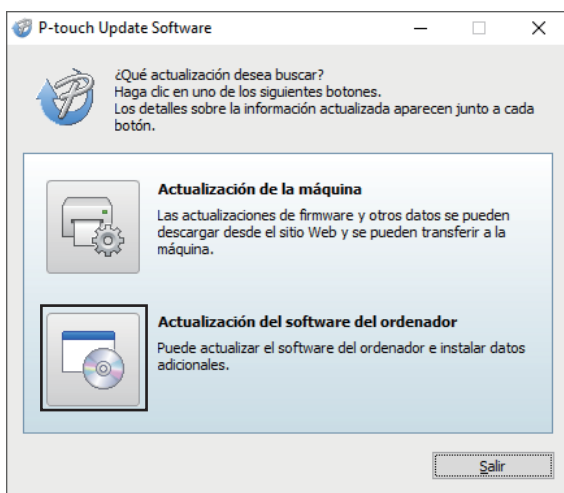 P-touch Update Software
¿Qué actualización desea buscar?
Haga clic en uno de los siguientes botones.
Los detalles sobre la información actualizada aparecen junto a cada
botón.
Actualización de la máquina
Las actualizaciones de firmware y otros datos se pueden
descargar desde el sitio Web y se pueden transferir a la
máquina.
Actualización del software del ordenador
Puede actualizar el software del ordenador e instalar datos
adicionales.
Salir